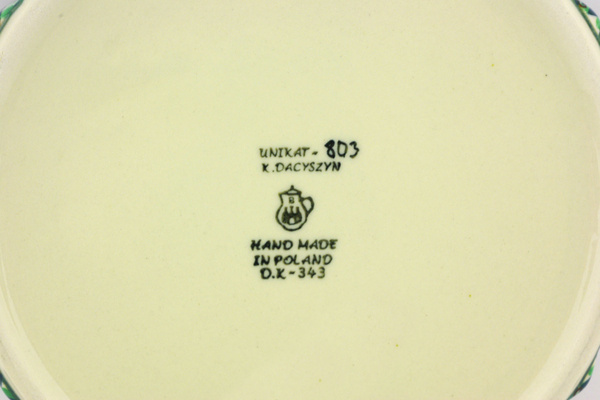 UNIKAT - 803
K.DACYSZYN
HAND MADE
IN POLAND
D.K - 343